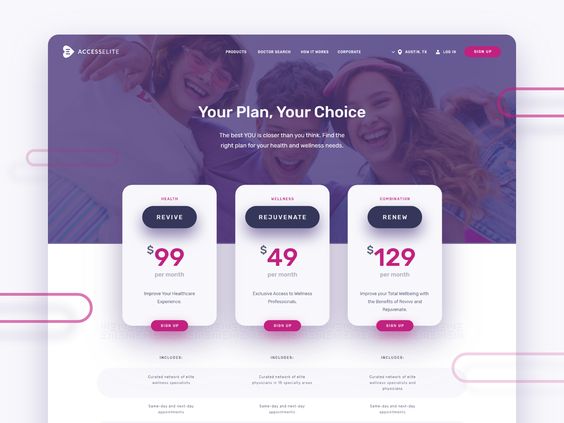 ACCESSELITE
PRODUCTS
DOCTOR SEARCH
HOW IT WORKS
CORPORATE
AUSTIN, TX
LOG IN
SIGN UP
Your Plan, Your Choice
The best YOU is closer than you think. Find the
right plan for your health and wellness needs.
HEALTH
REVIVE
$99
per month
Improve Your Healthcare
Experience.
SIGN UP
WELLNESS
REJUVENATE
$49
per month
Exclusive Access to Wellness
Professionals.
SIGN UP
COMBINATION
RENEW
$129
per month
Improve your Total Wellbeing with
the Benefits of Revive and
Rejuvenate.
SIGN UP
INCLUDES:
INCLUDES:
INCLUDES:
Curated network of elite
wellness specialists
Curated network of elite
physicians in 15 specialty areas
Curated network of elite
wellness specialists and
physicians
Same-day and next-day
appointments
Same-day and next-day
appointments
Same-day and next-day
appointments